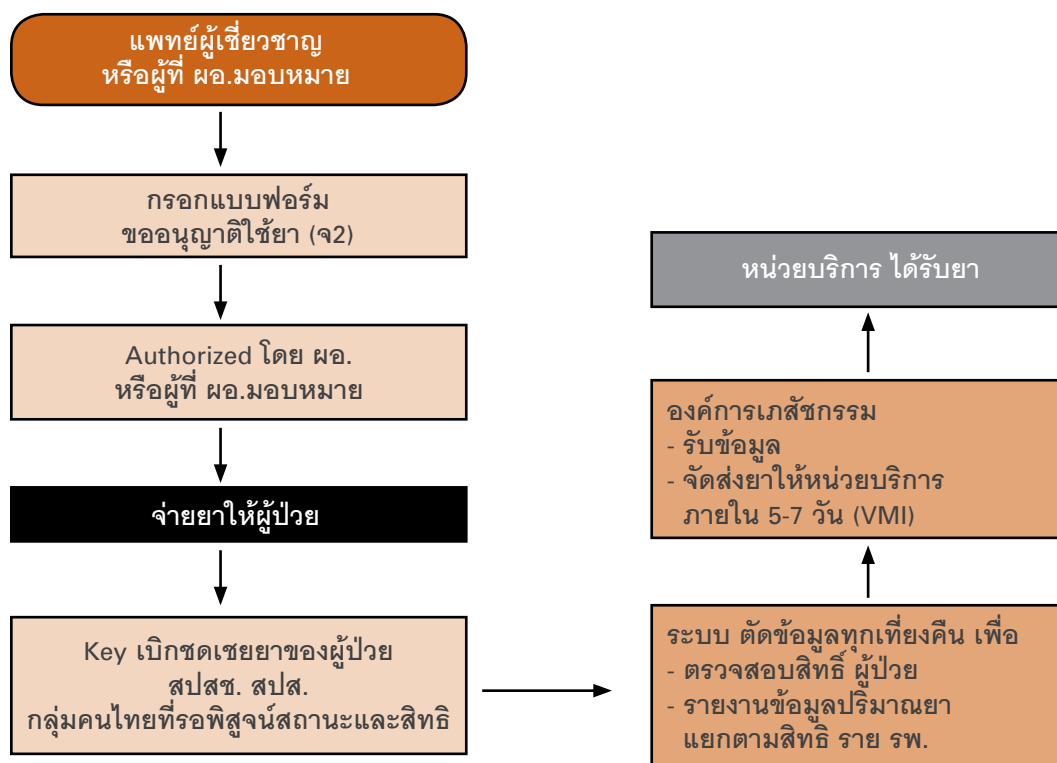 แพทย์ผู้เชี่ยวชาญ
หรือผู้ที่ ผอ.มอบหมาย
กรอกแบบฟอร์ม
ขออนุญาติใช้ยา (จ2)
Authorized โดย ผอ.
หรือผู้ที่ ผอ.มอบหมาย
จ่ายยาให้ผู้ป่วย
Key เบิกชดเชยยาของผู้ป่วย
สปสช. สปส.
กลุ่มคนไทยที่รอพิสูจน์สถานะและสิทธิ
หน่วยบริการ ได้รับยา
องค์การเภสัชกรรม
- รับข้อมูล
- จัดส่งยาให้หน่วยบริการ
ภายใน 5-7 วัน (VMI)
ระบบ ตัดข้อมูลทุกเที่ยงคืน เพื่อ
- ตรวจสอบสิทธิ์ ผู้ป่วย
- รายงานข้อมูลปริมาณยา
แยกตามสิทธิ ราย รพ.